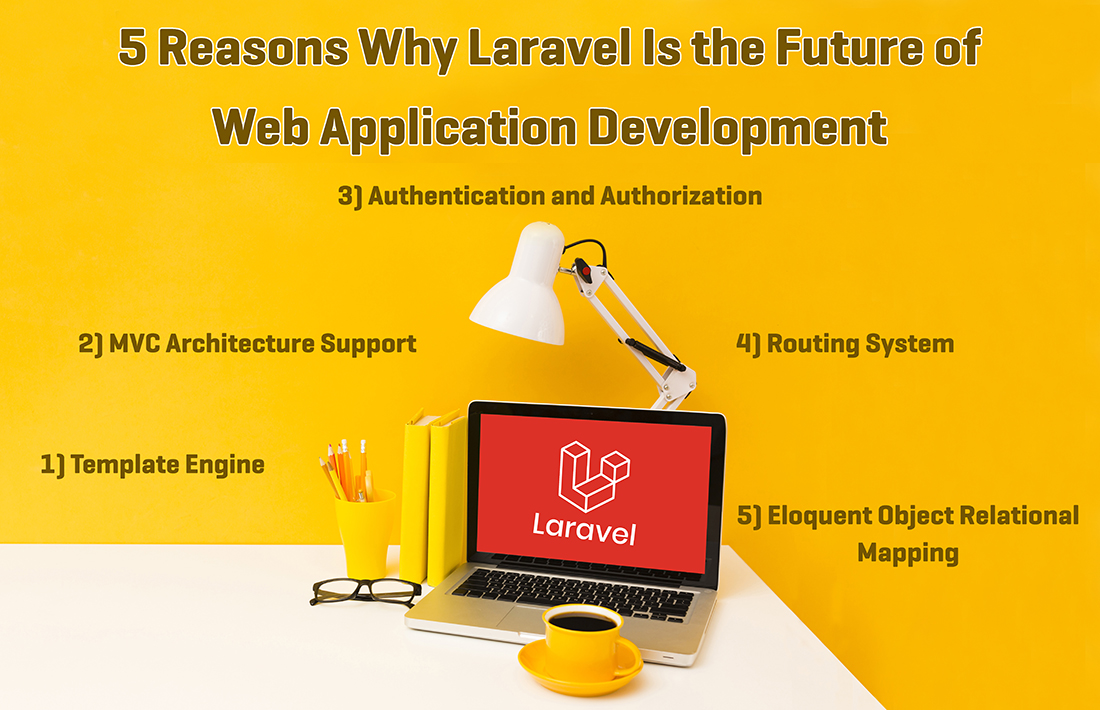 5 Reasons Why Laravel Is the Future of
Web Application Development
3) Authentication and Authorization
2) MVC Architecture Support
4) Routing System
1) Template Engine
5) Eloquent Object Relational
Mapping
Laravel